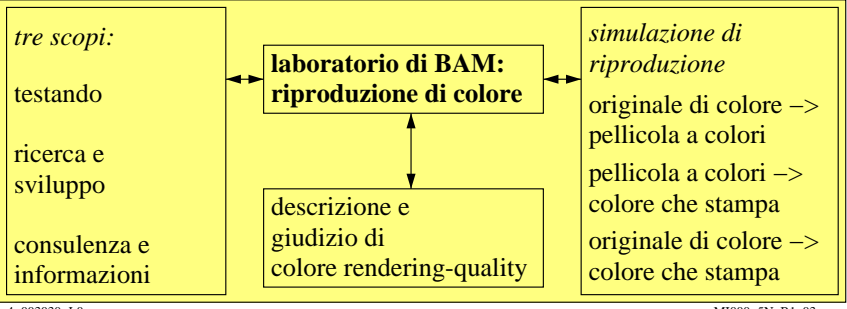 tre scopi:
testando
ricerca e
sviluppo
consulenza e
informazioni
laboratorio di BAM:
riproduzione di colore
descrizione e
giudizio di
colore rendering-quality
simulazione di
riproduzione
originale di colore –>
pellicola a colori
pellicola a colori –>
colore che stampa
originale di colore –>
colore che stampa